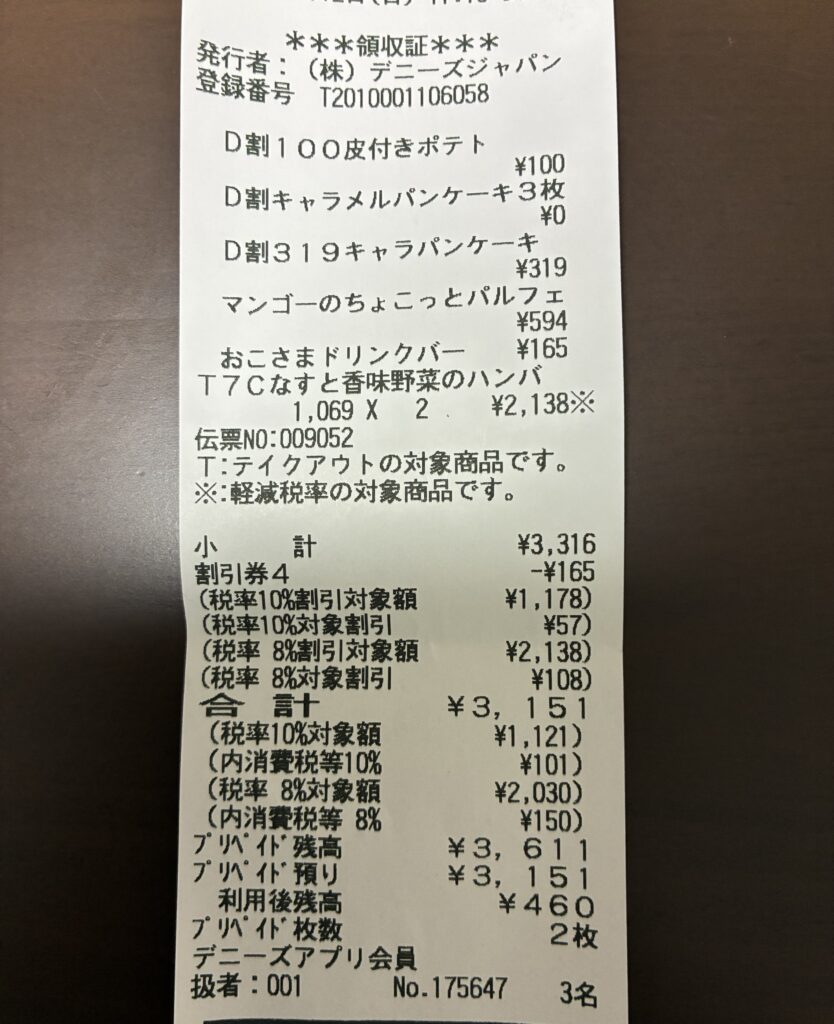 ***領収証***
発行者：（株）デニーズジャパン
登録番号 T2010001106058
D割１００皮付きポテト
¥100
D割キャラメルパンケーキ３枚
¥0
D割３１９キャラパンケーキ
¥319
マンゴーのちょこっとパルフェ
¥594
おこさまドリンクバー ¥165
T７Cなすと香味野菜のハンバ
1,069 X 2 ¥2,138※
伝票NO:009052
T:テイクアウトの対象商品です。
※:軽減税率の対象商品です。
小 計 ¥3,316
割引券４ -¥165
(税率10%割引対象額 ¥1,178)
(税率10%対象割引 ¥57)
(税率 8%割引対象額 ¥2,138)
(税率 8%対象割引 ¥108)
合 計 ¥３，１５１
(税率10%対象額 ¥1,121)
(内消費税等10% ¥101)
(税率 8%対象額 ¥2,030)
(内消費税等 8% ¥150)
ﾌﾟﾘﾍﾟｲﾄﾞ残高 ¥３，６１１
ﾌﾟﾘﾍﾟｲﾄﾞ預り ¥３，１５１
利用後残高 ¥４６０
ﾌﾟﾘﾍﾟｲﾄﾞ枚数 ２枚
デニーズアプリ会員
扱者：001 No.175647 3名